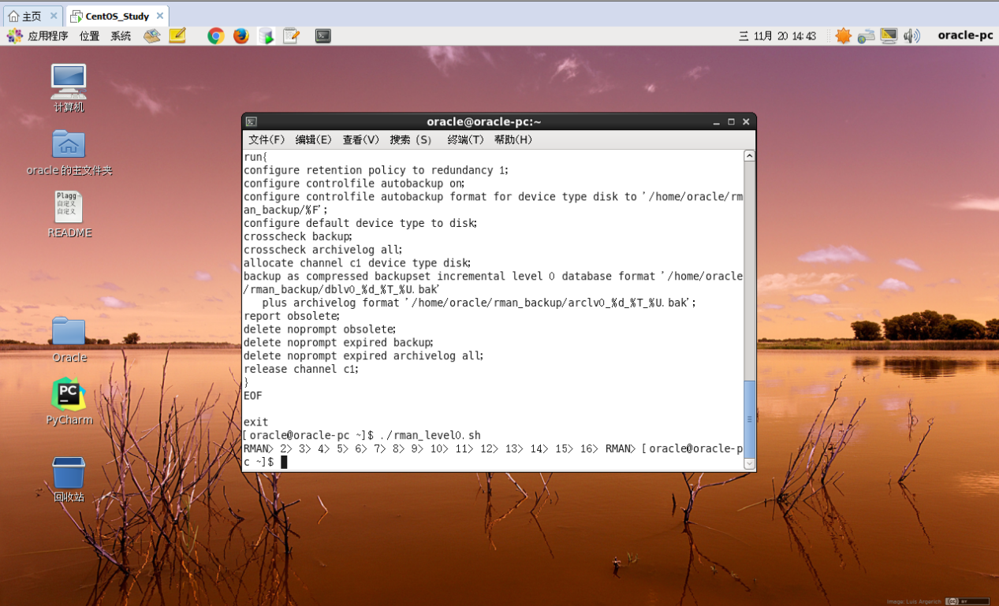 主页
CentOS_Study
应用程序 位置 系统
三 11月 20 14:43
oracle-pc
计算机
oracle 的主文件夹
Plagg
自定义
自定义
README
Oracle
PC
PyCharm
回收站
oracle@oracle-pc:~
文件(F) 编辑(E) 查看(V) 搜索 (S) 终端(T) 帮助(H)
run{
configure retention policy to redundancy 1;
configure controlfile autobackup on;
configure controlfile autobackup format for device type disk to '/home/oracle/rm
an_backup/%F';
configure default device type to disk;
crosscheck backup;
crosscheck archivelog all;
allocate channel c1 device type disk;
backup as compressed backupset incremental level 0 database format '/home/oracle
/rman_backup/dblv0_%d_%T_%U.bak'
   plus archivelog format '/home/oracle/rman_backup/arclv0_%d_%T_%U.bak';
report obsolete;
delete noprompt obsolete;
delete noprompt expired backup;
delete noprompt expired archivelog all;
release channel c1;
}
EOF
exit
[oracle@oracle-pc ~]$ ./rman_level0.sh
RMAN> 2> 3> 4> 5> 6> 7> 8> 9> 10> 11> 12> 13> 14> 15> 16> RMAN> [oracle@oracle-p
c ~]$
Image: Luis Argerich
cc BY